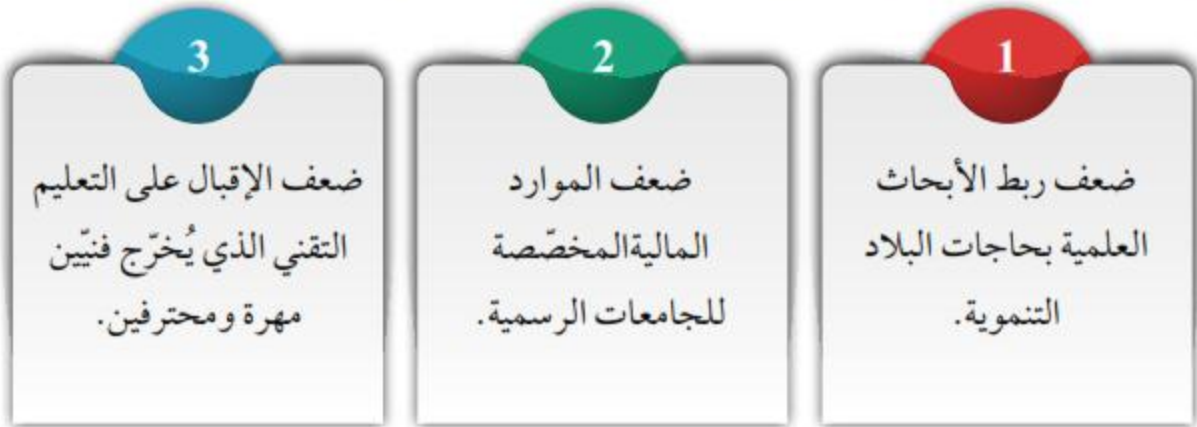 1
ضعف ربط الأبحاث
العلمية بحاجات البلاد
التنموية.
2
ضعف الموارد
الماليةالمخصّصة
للجامعات الرسمية.
3
ضعف الإقبال على التعليم
التقني الذي يُخرّج فنيّين
مهرة ومحترفين.